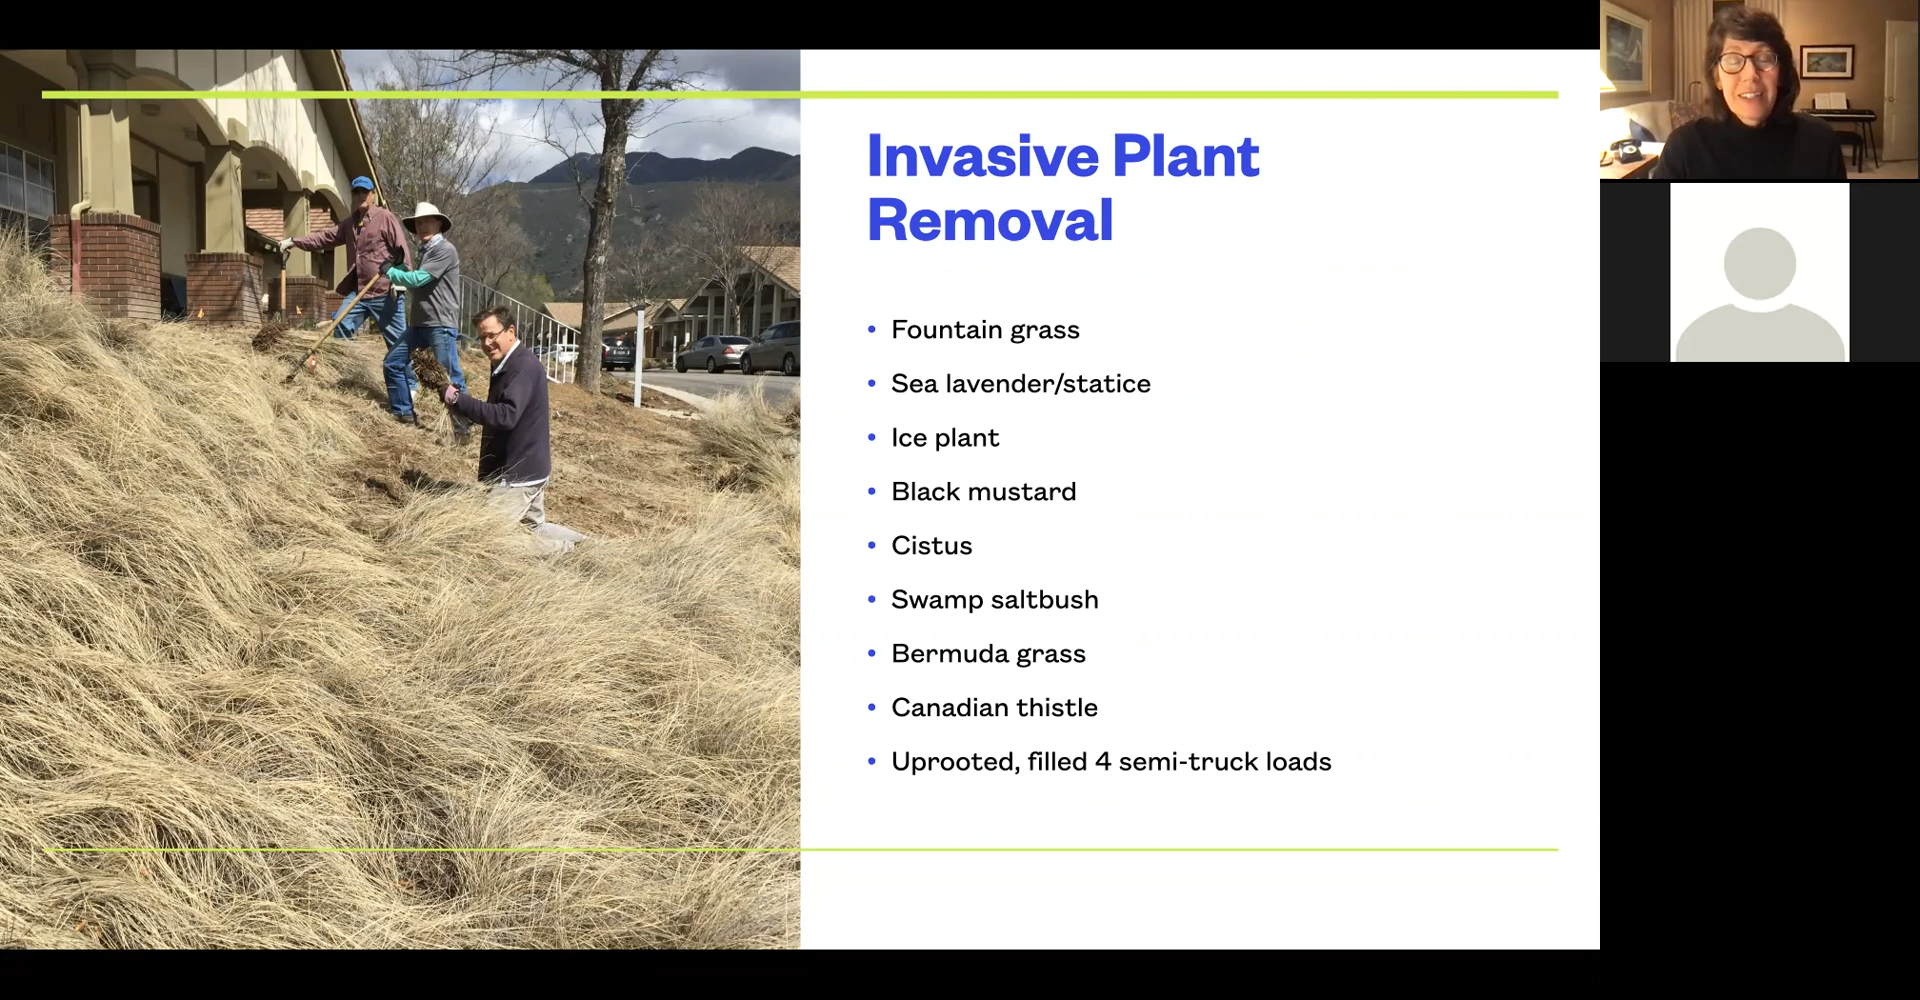 Invasive Plant
Removal
• Fountain grass
• Sea lavender/statice
• Ice plant
• Black mustard
• Cistus
• Swamp saltbush
• Bermuda grass
• Canadian thistle
• Uprooted, filled 4 semi-truck loads